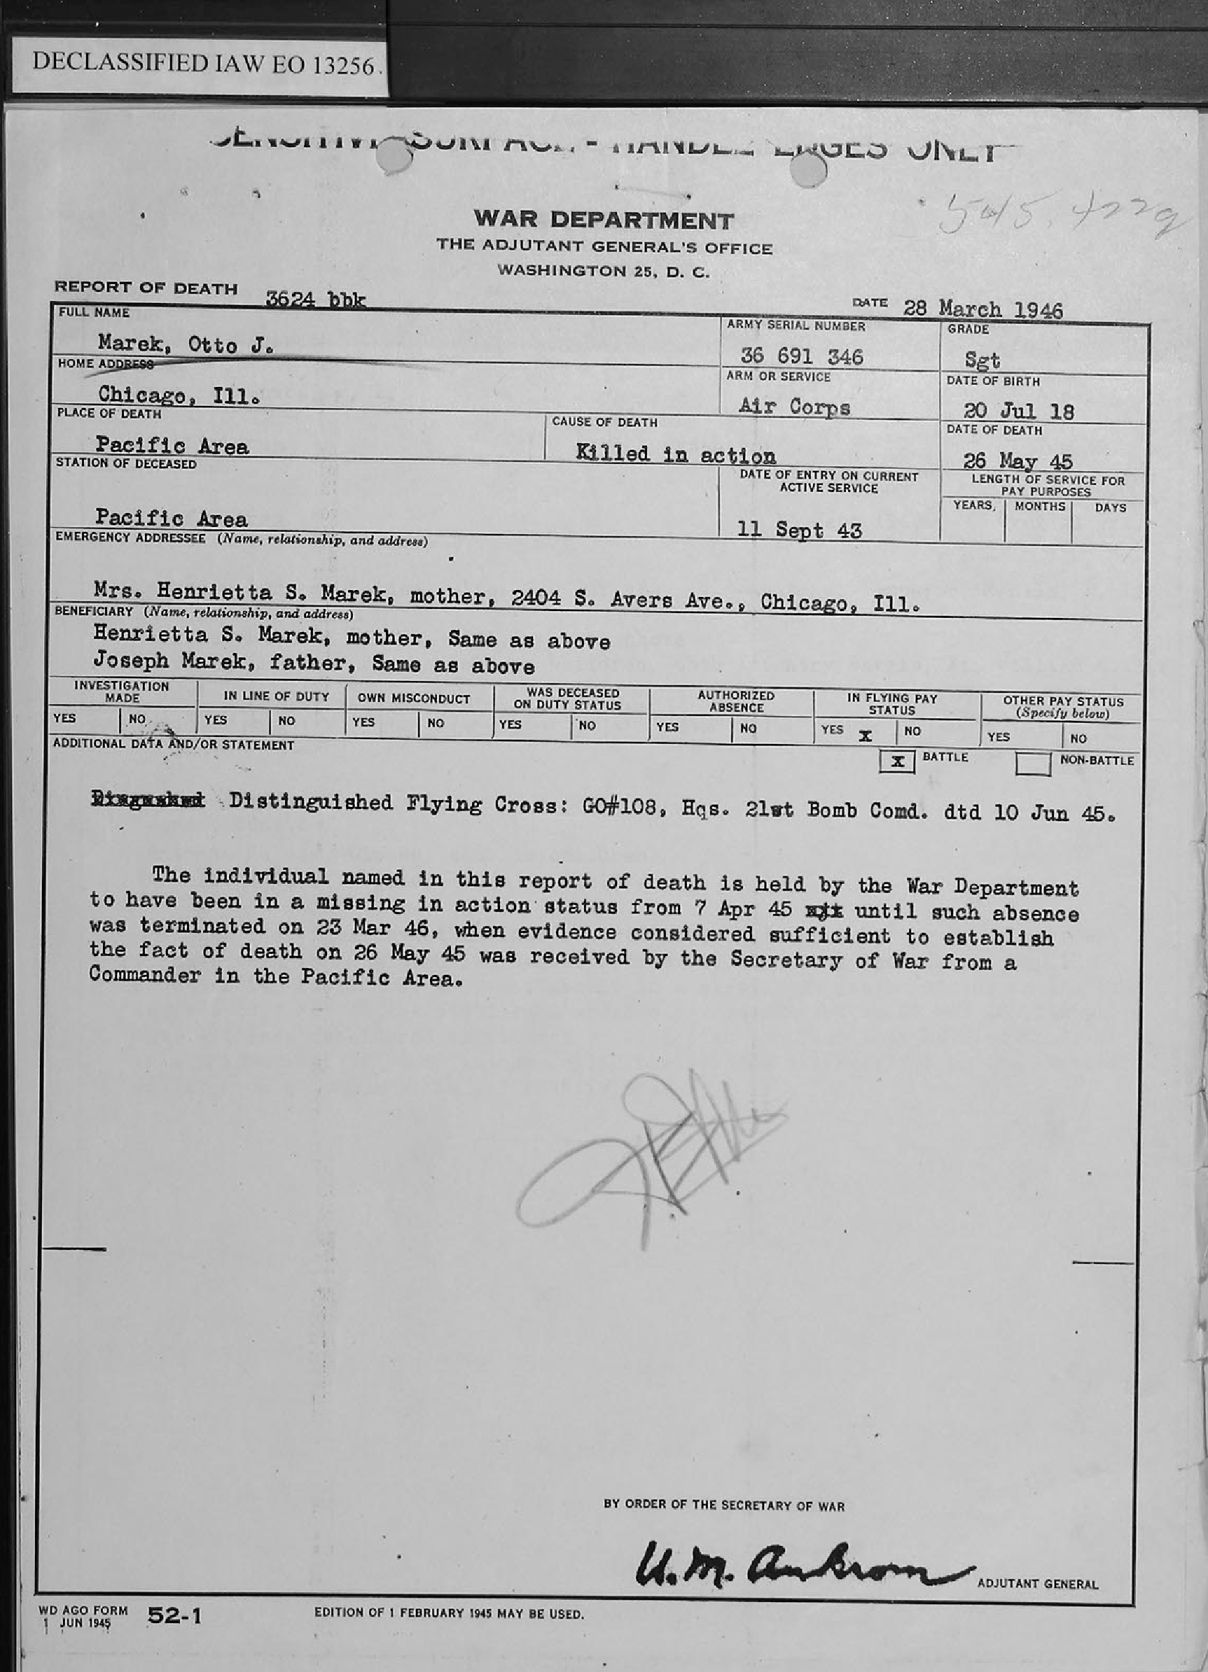 DECLASSIFIED IAW EO 13256.
SENSITIVE SURFACE - HANDLE EDGES ONLY
WAR DEPARTMENT
THE ADJUTANT GENERAL'S OFFICE
WASHINGTON 25, D. C.
REPORT OF DEATH 3624 bbk DATE 28 March 1946
FULL NAME ARMY SERIAL NUMBER GRADE
Marek, Otto J. 36 691 346 Sgt
HOME ADDRESS ARM OR SERVICE DATE OF BIRTH
Chicago, Ill. Air Corps 20 Jul 18
PLACE OF DEATH CAUSE OF DEATH DATE OF DEATH
Pacific Area Killed in action 26 May 45
STATION OF DECEASED DATE OF ENTRY ON CURRENT ACTIVE SERVICE LENGTH OF SERVICE FOR PAY PURPOSES
YEARS, MONTHS DAYS
Pacific Area 11 Sept 43
EMERGENCY ADDRESSEE (Name, relationship, and address)
Mrs. Henrietta S. Marek, mother, 2404 S. Avers Ave., Chicago, Ill.
BENEFICIARY (Name, relationship, and address)
Henrietta S. Marek, mother, Same as above
Joseph Marek, father, Same as above
INVESTIGATION MADE IN LINE OF DUTY OWN MISCONDUCT WAS DECEASED ON DUTY STATUS AUTHORIZED ABSENCE IN FLYING PAY STATUS OTHER PAY STATUS (Specify below)
YES NO YES NO YES NO YES NO YES NO YES X NO YES NO
ADDITIONAL DATA AND/OR STATEMENT X BATTLE NON-BATTLE
Distinguished Flying Cross: GO#108, Hqs. 21st Bomb Comd. dtd 10 Jun 45.
The individual named in this report of death is held by the War Department
to have been in a missing in action status from 7 Apr 45 until such absence
was terminated on 23 Mar 46, when evidence considered sufficient to establish
the fact of death on 26 May 45 was received by the Secretary of War from a
Commander in the Pacific Area.
BY ORDER OF THE SECRETARY OF WAR
U. M. Ankrom ADJUTANT GENERAL
WD AGO FORM 52-1 EDITION OF 1 FEBRUARY 1945 MAY BE USED.
1 JUN 1945